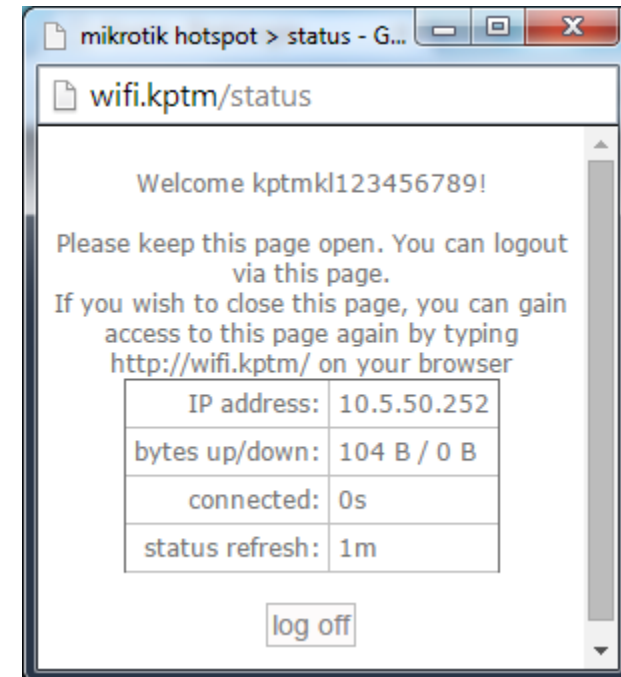 mikrotik hotspot > status - G...
wifi.kptm/status
Welcome kptmkl123456789!
Please keep this page open. You can logout
via this page.
If you wish to close this page, you can gain
access to this page again by typing
http://wifi.kptm/ on your browser
IP address: 10.5.50.252
bytes up/down: 104 B / 0 B
connected: 0s
status refresh: 1m
log off